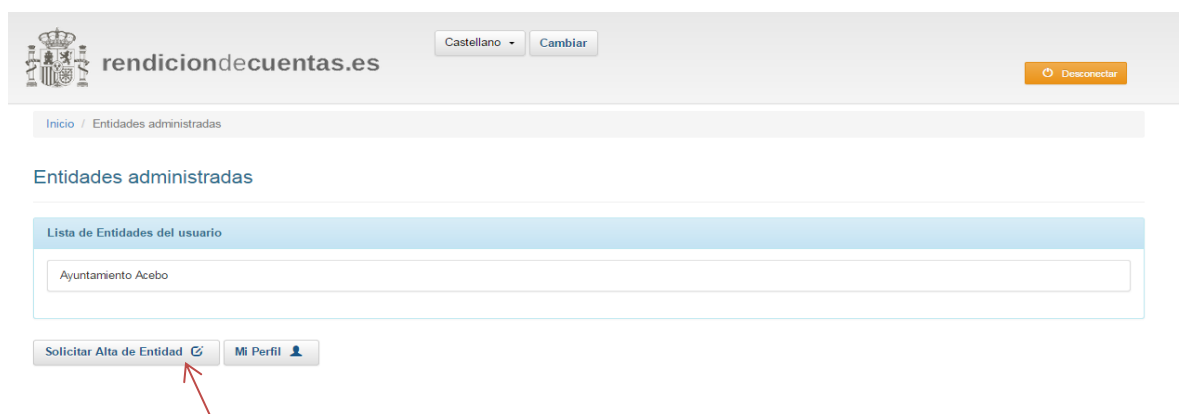 Castellano Cambiar
rendiciondecuentas.es
Desconectar
Inicio / Entidades administradas
Entidades administradas
Lista de Entidades del usuario
Ayuntamiento Acebo
Solicitar Alta de Entidad Mi Perfil